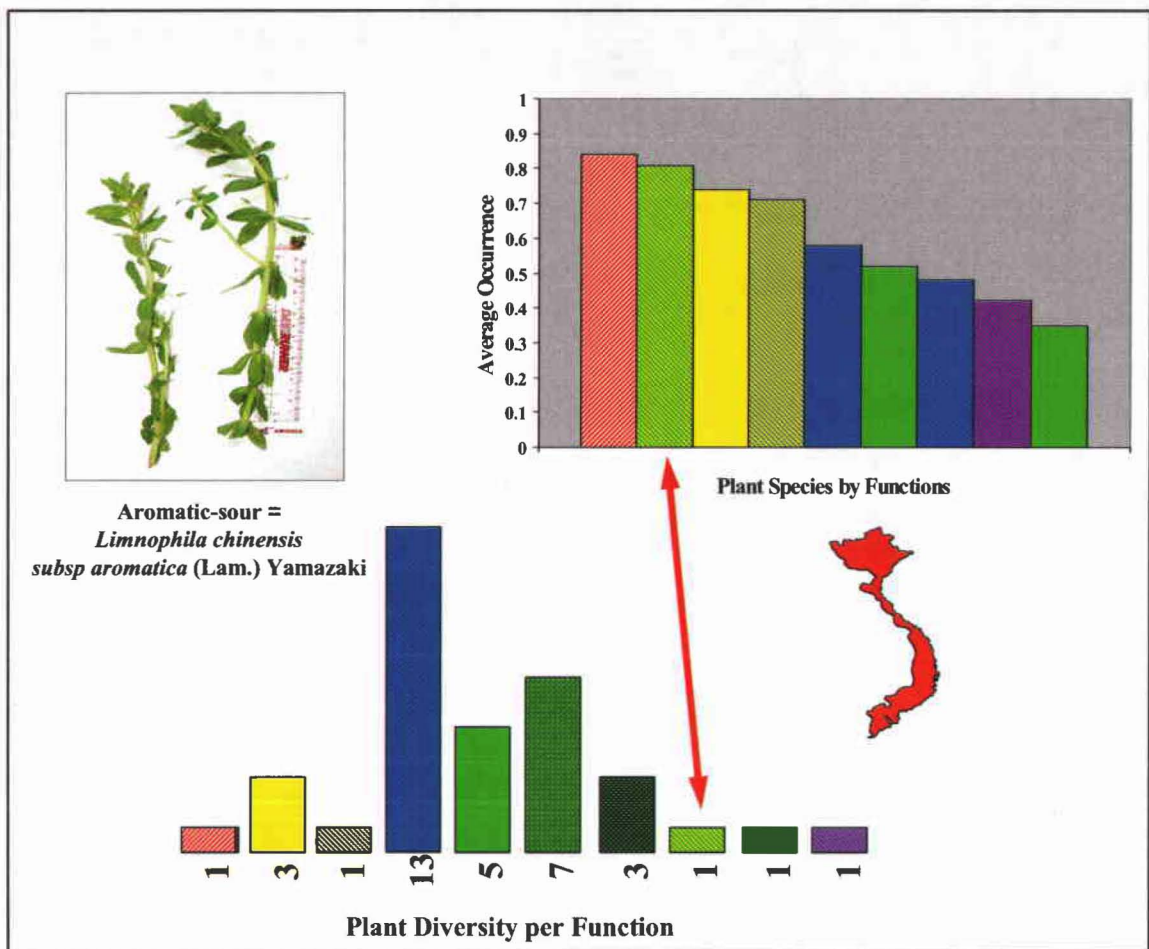 1
0.9
0.8
0.7
0.6
0.5
0.4
0.3
0.2
0.1
0
Average Occurrence
Plant Species by Functions
Aromatic-sour =
Limnophila chinensis
subsp aromatica (Lam.) Yamazaki
1 3 1 13 5 7 3 1 1 1
Plant Diversity per Function